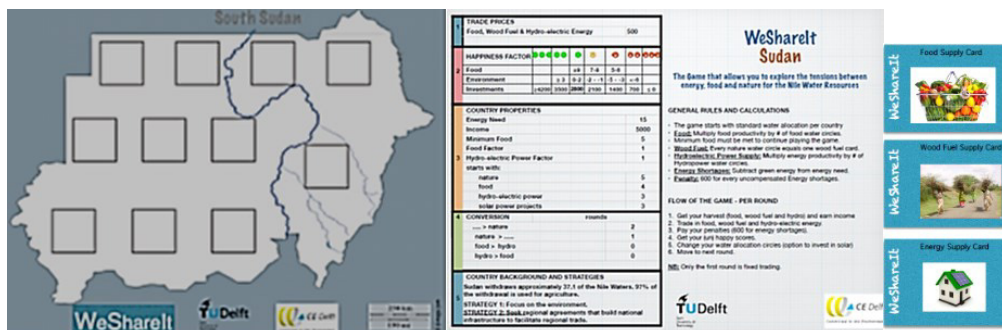 South Sudan
WeShareIt
TUDelft
CE Delft
1
TRADE PRICES
Food, Wood Fuel & Hydro-electric Energy 500
2
HAPPINESS FACTOR
Food ≥9 7-8 5-6
Environment ≥ 3 0-2 -2 - -1 -5 - -3 <-6
Investments ≥4200 3500 2800 2100 1400 700 ≤ 0
3
COUNTRY PROPERTIES
Energy Need 15
Income 5000
Minimum Food 5
Food Factor 1
Hydro-electric Power Factor 1
starts with:
nature 5
food 4
hydro-electric power 3
solar power projects 3
4
CONVERSION rounds
.... > nature 2
nature > ..... 1
food > hydro 0
hydro > food 0
5
COUNTRY BACKGROUND AND STRATEGIES
Sudan withdraws approximately 37,1 of the Nile Waters. 97% of
the withdrawal is used for agriculture.
STRATEGY 1: Focus on the environment.
STRATEGY 2: Seek regional agreements that build national
infrastructure to facilitate regional trade.
WeShareIt
Sudan
The Game that allows you to explore the tensions between
energy, food and nature for the Nile Water Resources
GENERAL RULES AND CALCULATIONS
- The game starts with standard water allocation per country
- Food: Multiply food productivity by # of food water circles.
- Minimum food must be met to continue playing the game.
- Wood Fuel: Every nature water circle equals one wood fuel card.
- Hydroelectric Power Supply: Multiply energy productivity by # of
Hydropower water circles.
- Energy Shortages: Subtract green energy from energy need.
- Penalty: 600 for every uncompensated Energy shortages.
FLOW OF THE GAME - PER ROUND
1. Get your harvest (food, wood fuel and hydro) and earn income
2. Trade in food, wood fuel and hydro-electric energy.
3. Pay your penalties (600 for energy shortages).
4. Get your (un) happy scores.
5. Change your water allocation circles (option to invest in solar)
6. Move to next round.
NB: Only the first round is fixed trading.
TUDelft
CE Delft
WeShareIt
Food Supply Card
WeShareIt
Wood Fuel Supply Card
WeShareIt
Energy Supply Card